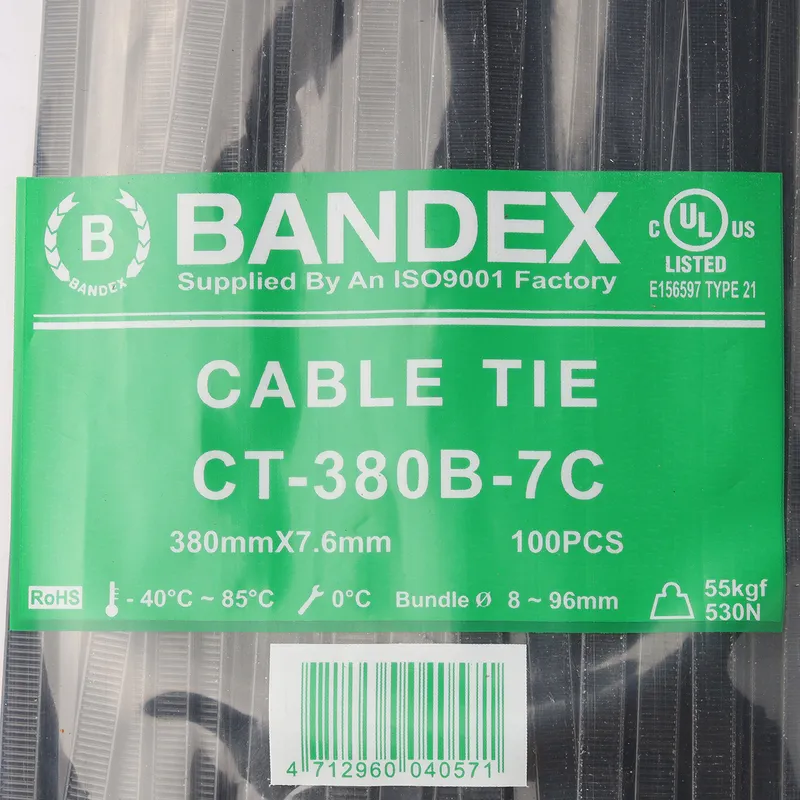 B
BANDEX
BANDEX
Supplied By An ISO9001 Factory
C UL US
LISTED
E156597 TYPE 21
CABLE TIE
CT-380B-7C
380mmX7.6mm 100PCS
RoHS - 40°C ~ 85°C 0°C Bundle Ø 8 ~ 96mm 55kgf
530N
4 712960 040571